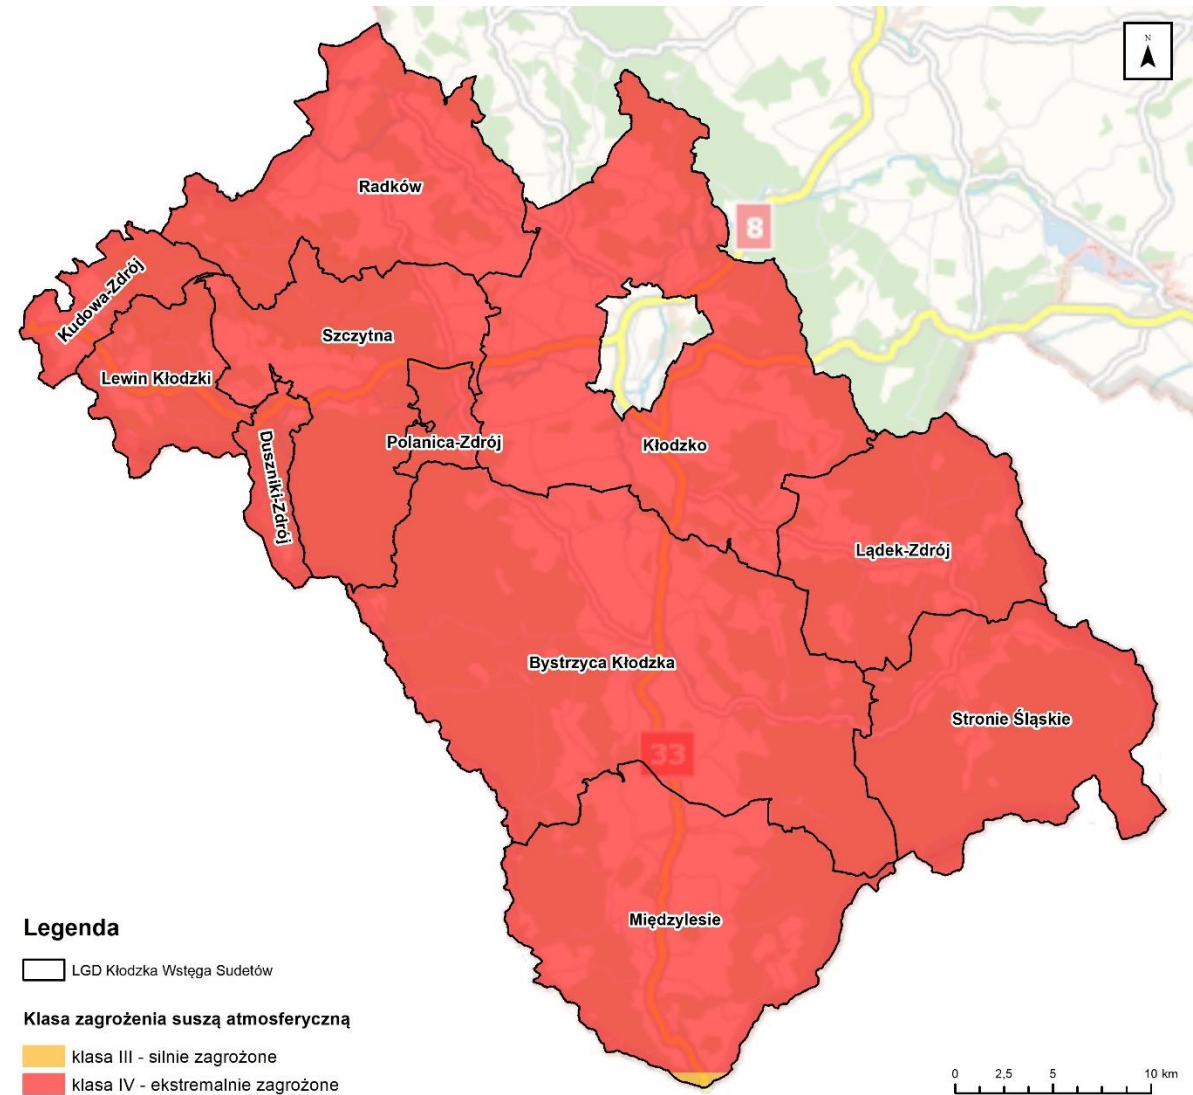 N
Radków
8
Kudowa-Zdrój
Szczytna
Lewin Kłodzki
Duszniki-Zdrój
Polanica-Zdrój
Kłodzko
Lądek-Zdrój
Bystrzyca Kłodzka
Stronie Śląskie
33
Międzylesie
Legenda
LGD Kłodzka Wstęga Sudetów
Klasa zagrożenia suszą atmosferyczną
klasa III - silnie zagrożone
klasa IV - ekstremalnie zagrożone
0 2,5 5 10 km